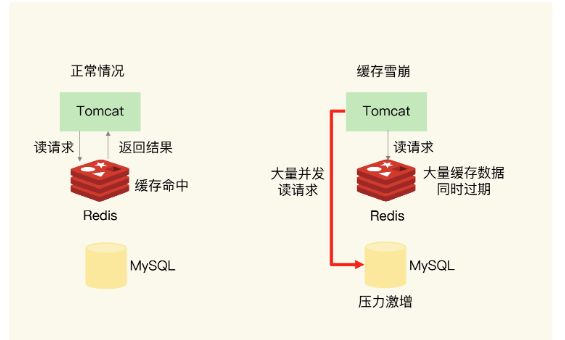 正常情况
Tomcat
读请求
返回结果
缓存命中
Redis
MySQL
缓存雪崩
Tomcat
读请求
大量并发
读请求
大量缓存数据
同时过期
Redis
MySQL
压力激增